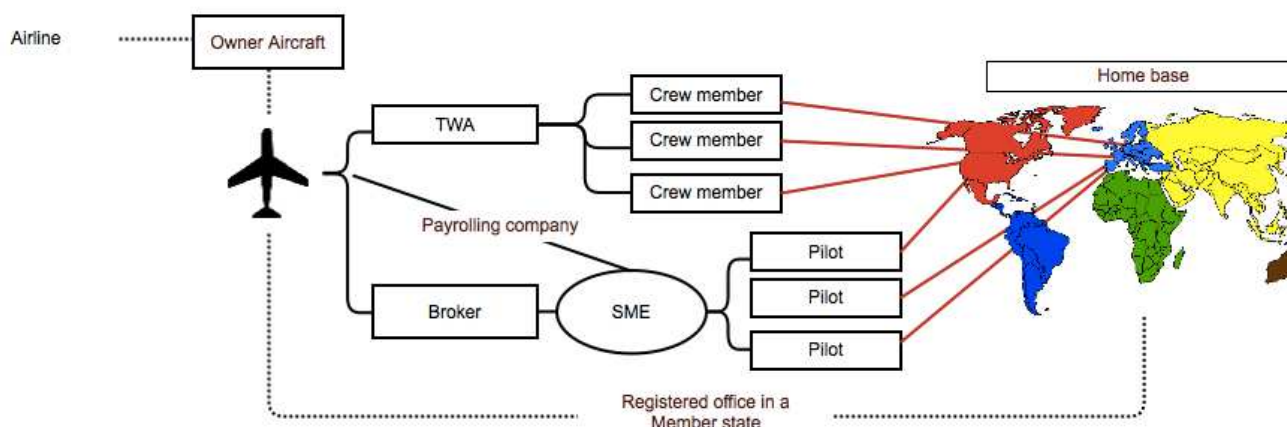 Airline
Owner Aircraft
Home base
Crew member
TWA
Crew member
Crew member
Payrolling company
Pilot
Broker
SME
Pilot
Pilot
Registered office in a
Member state